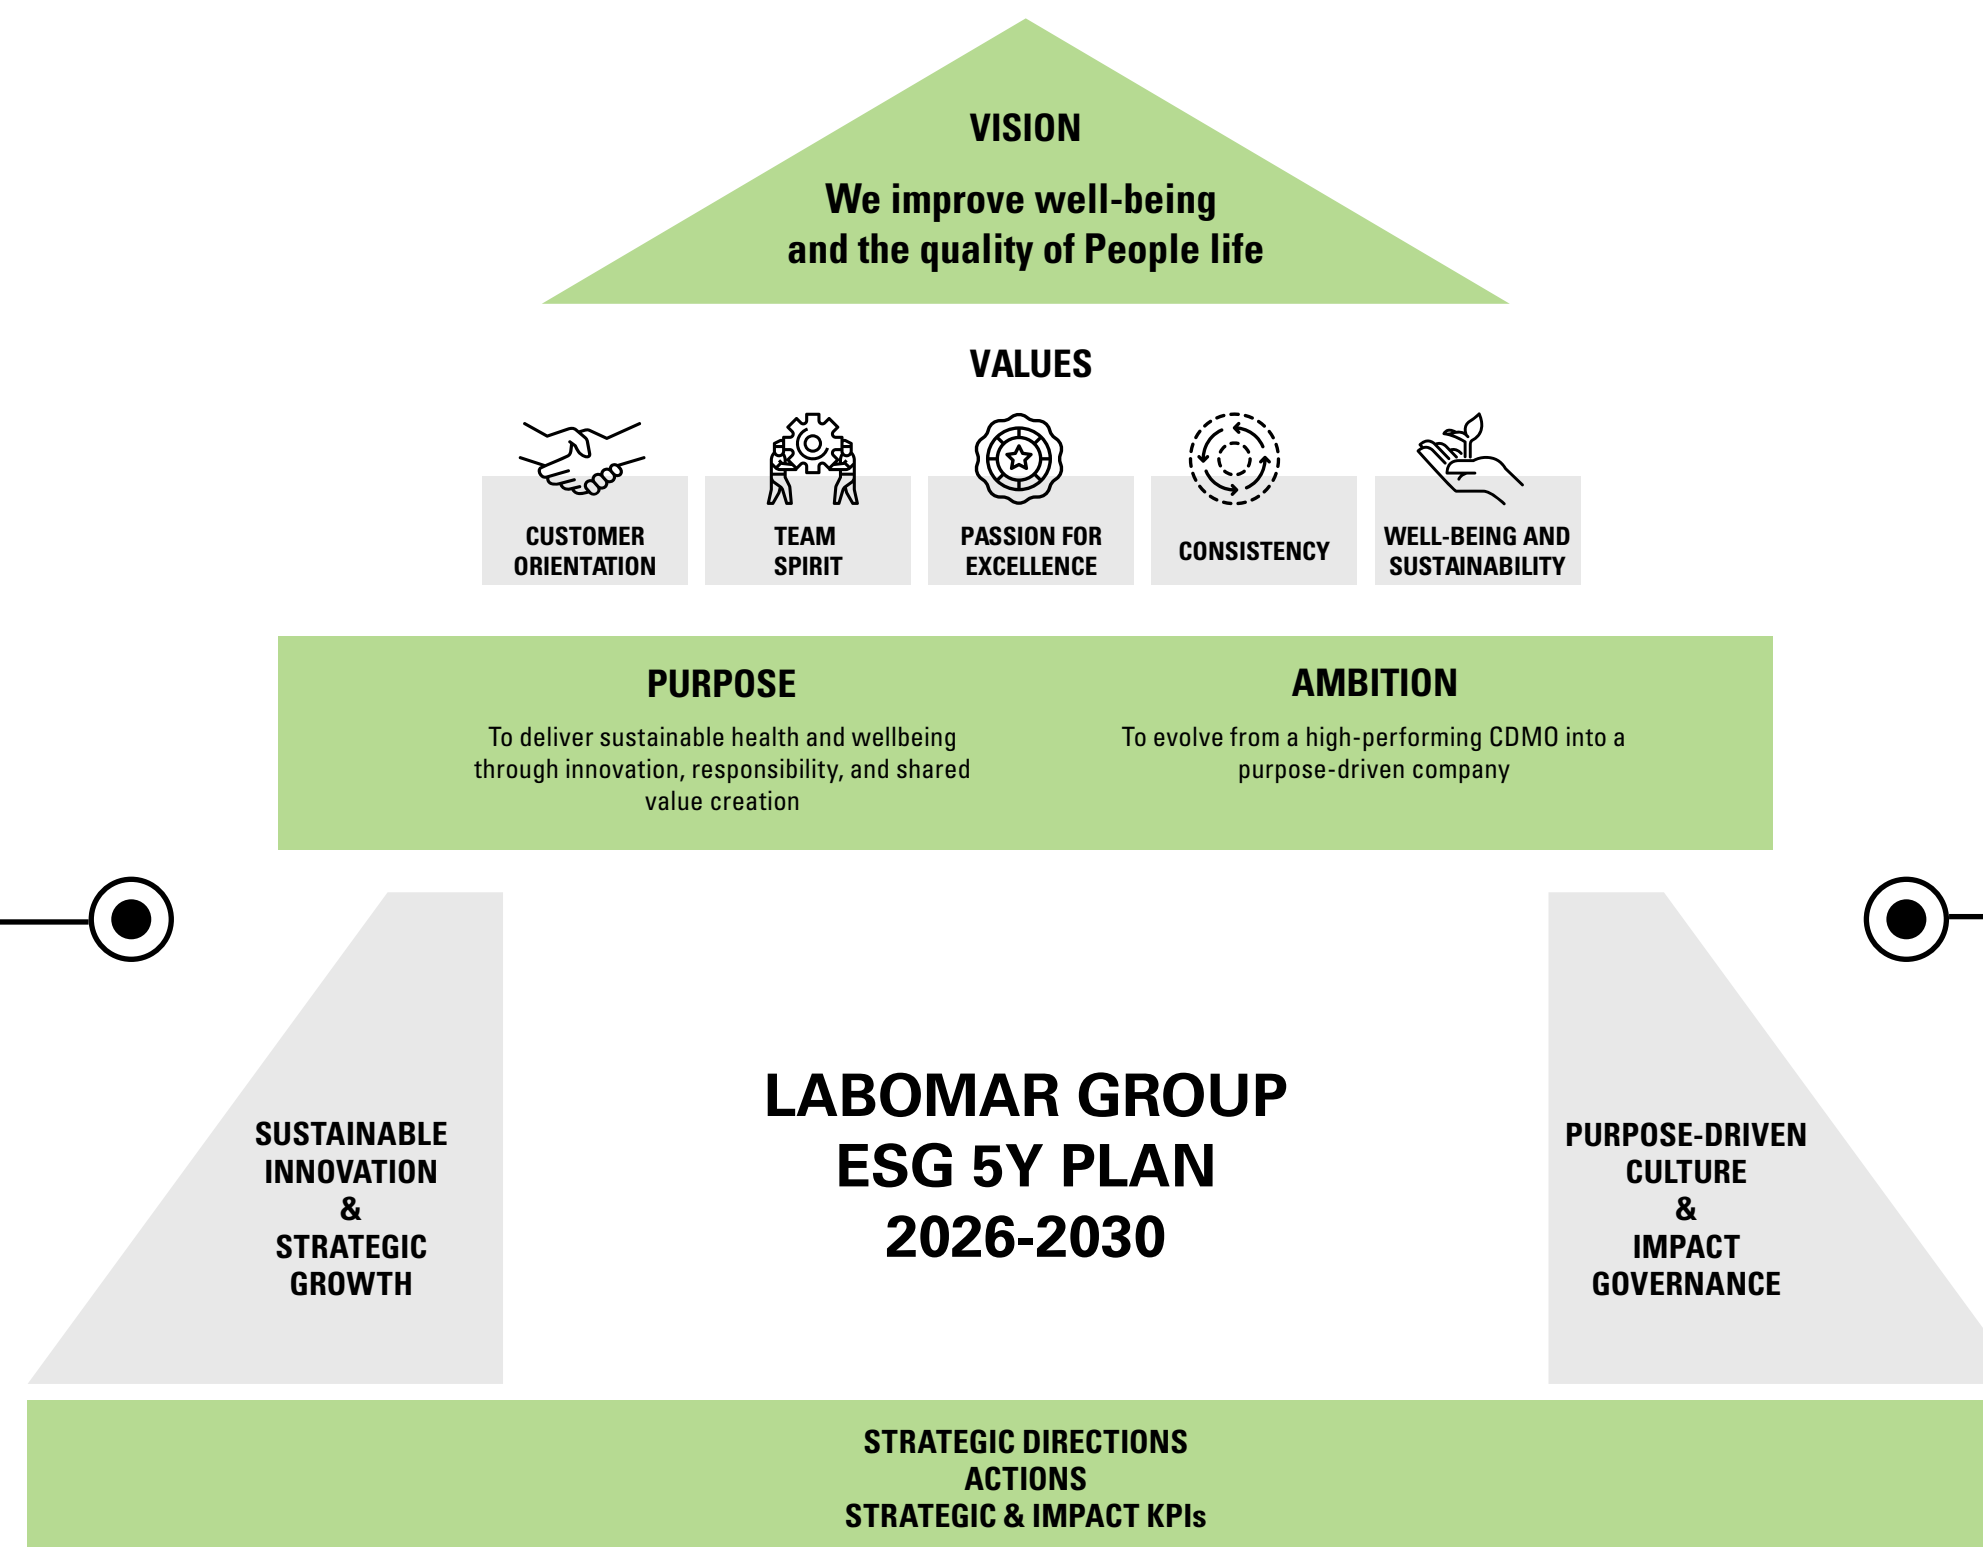 VISION
We improve well-being
and the quality of People life
VALUES
CUSTOMER
ORIENTATION
TEAM
SPIRIT
PASSION FOR
EXCELLENCE
CONSISTENCY
WELL-BEING AND
SUSTAINABILITY
PURPOSE
To deliver sustainable health and wellbeing
through innovation, responsibility, and shared
value creation
AMBITION
To evolve from a high-performing CDMO into a
purpose-driven company
SUSTAINABLE
INNOVATION
&
STRATEGIC
GROWTH
LABOMAR GROUP
ESG 5Y PLAN
2026-2030
PURPOSE-DRIVEN
CULTURE
&
IMPACT
GOVERNANCE
STRATEGIC DIRECTIONS
ACTIONS
STRATEGIC & IMPACT KPIs